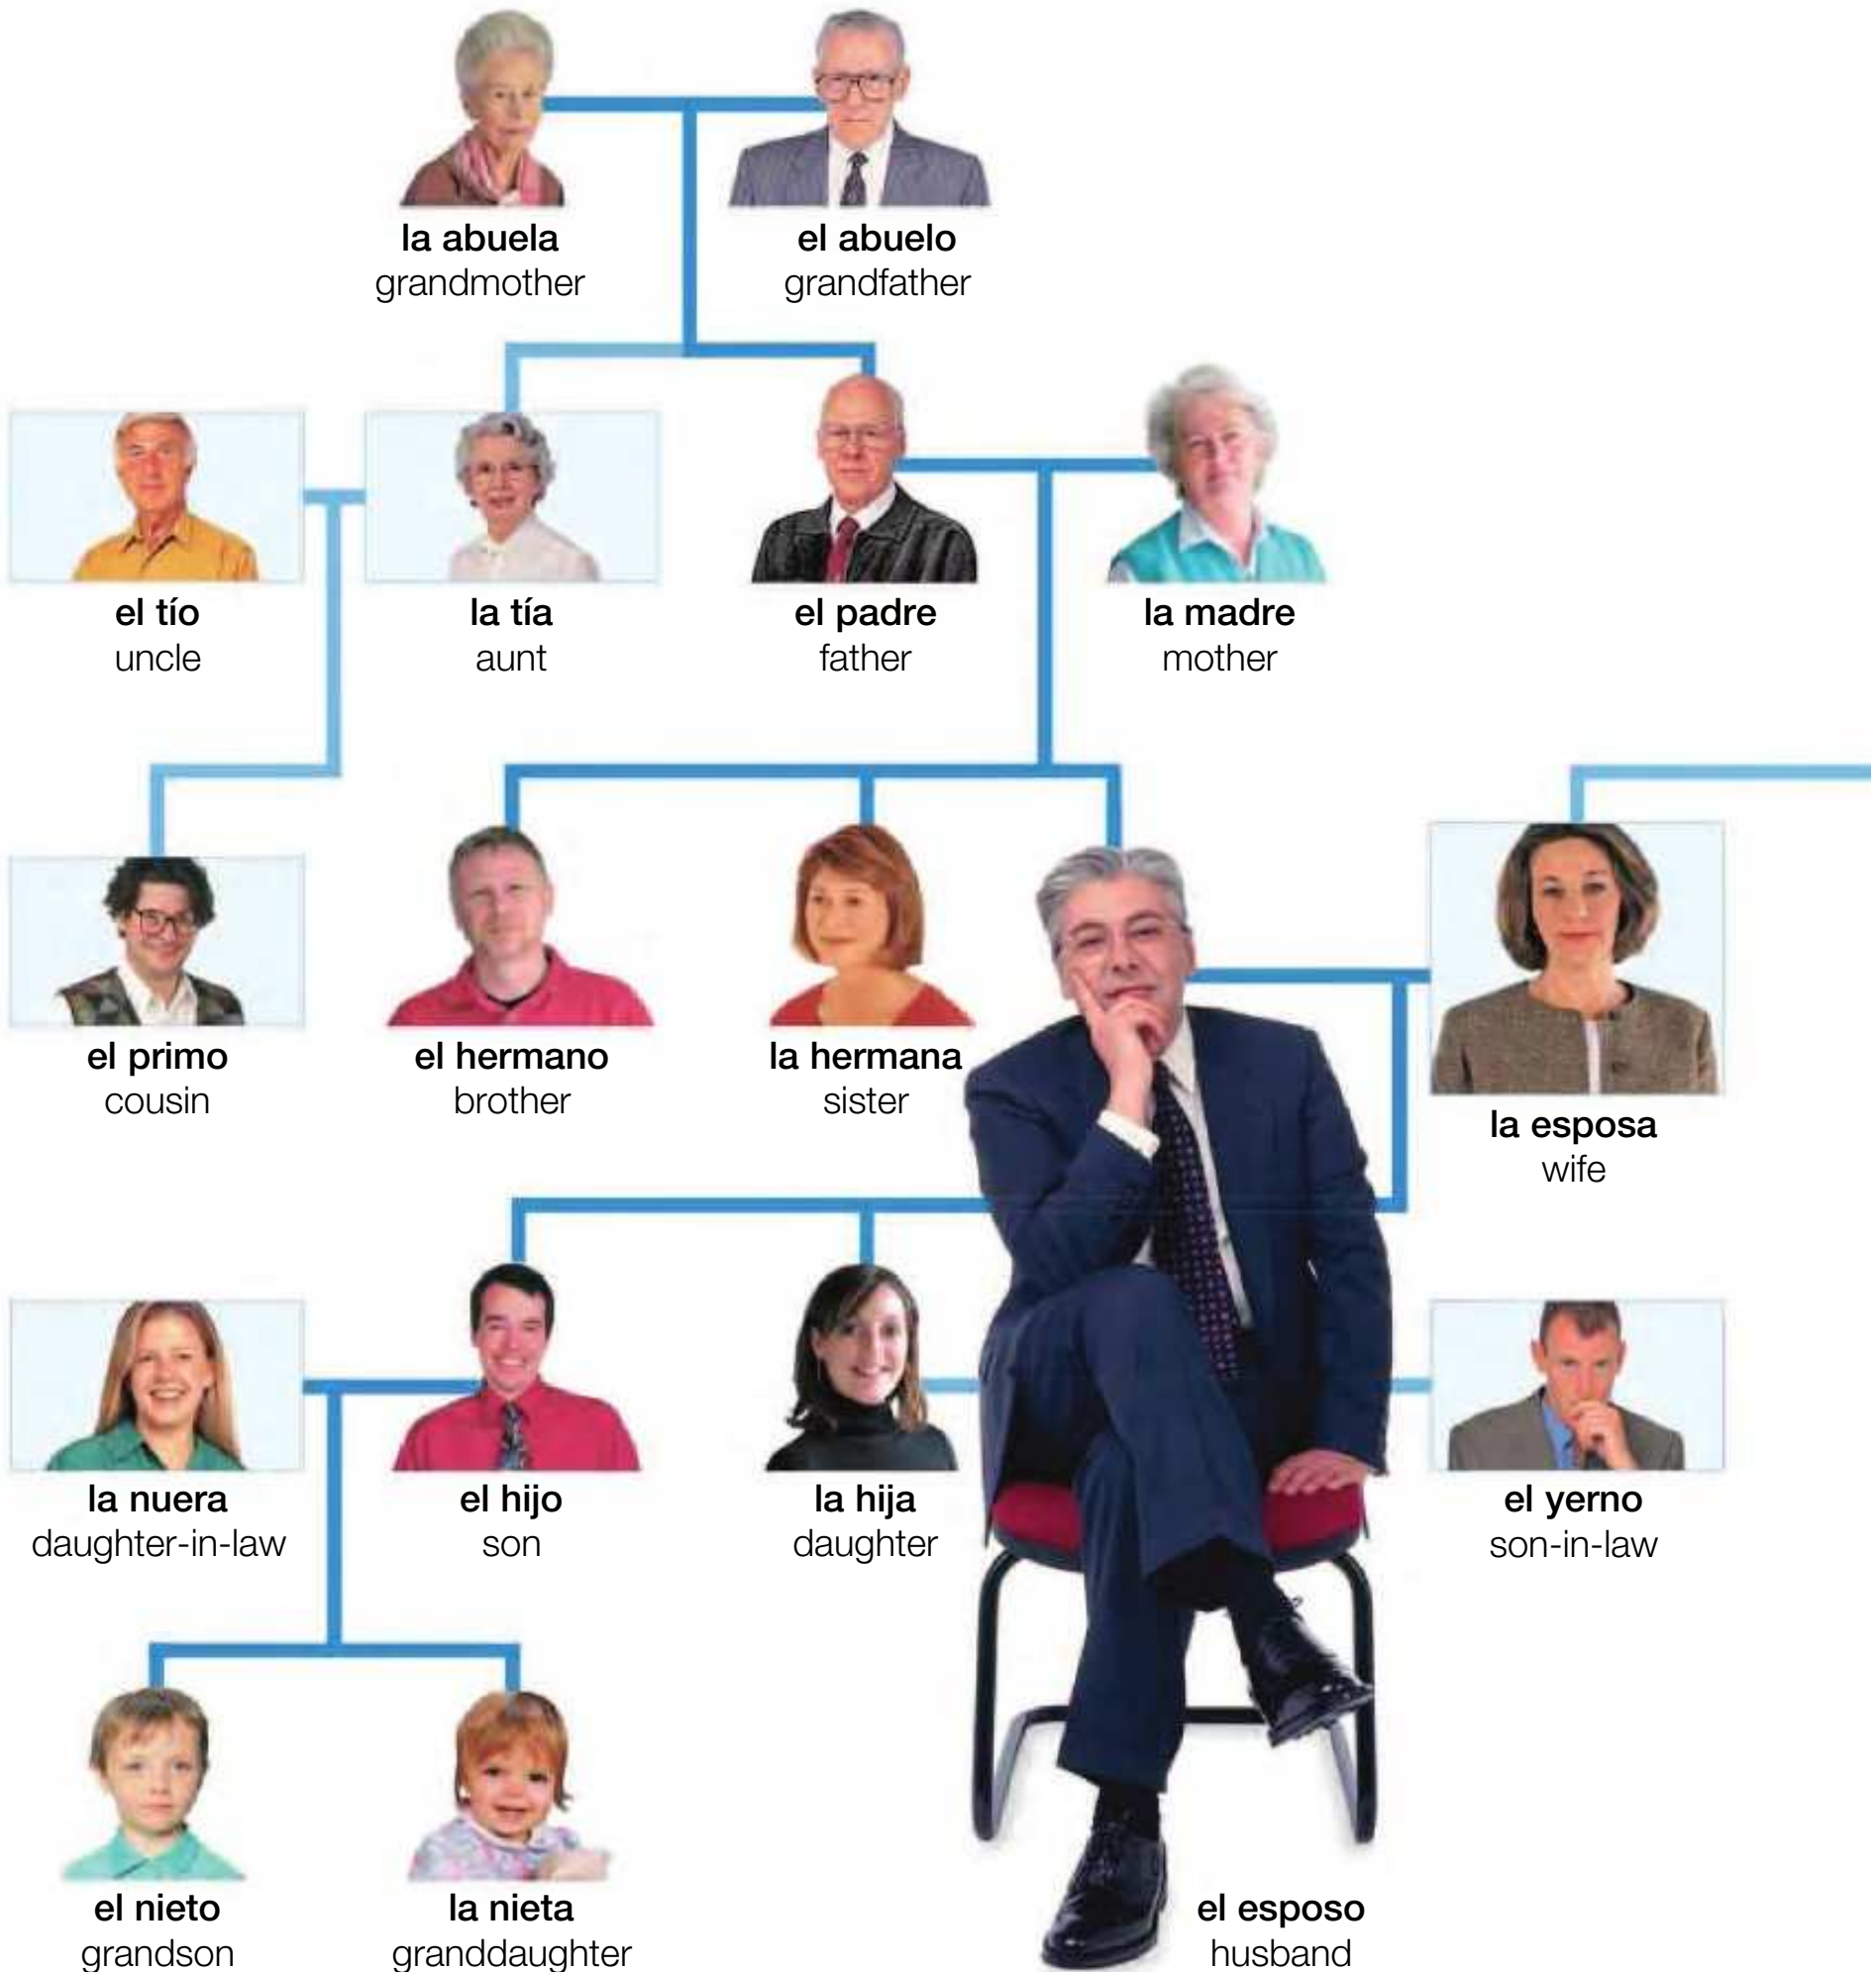 la abuela
grandmother
el abuelo
grandfather
el tío
uncle
la tía
aunt
el padre
father
la madre
mother
el primo
cousin
el hermano
brother
la hermana
sister
la esposa
wife
la nuera
daughter-in-law
el hijo
son
la hija
daughter
el yerno
son-in-law
el nieto
grandson
la nieta
granddaughter
el esposo
husband